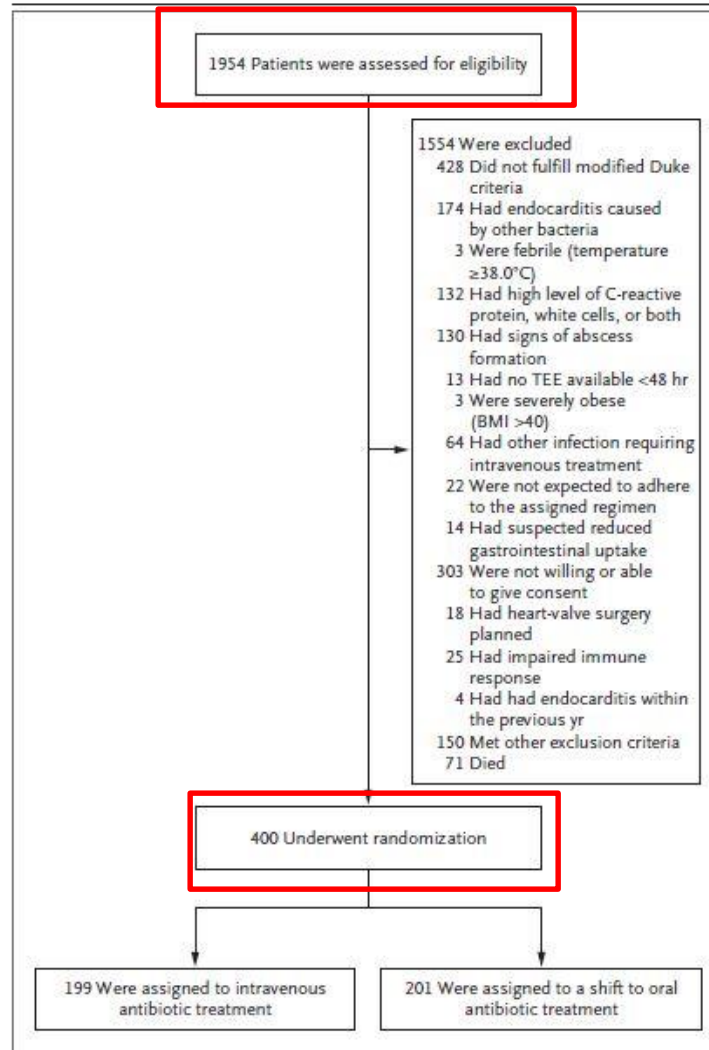 1954 Patients were assessed for eligibility
1554 Were excluded
428 Did not fulfill modified Duke
criteria
174 Had endocarditis caused
by other bacteria
3 Were febrile (temperature
≥38.0°C)
132 Had high level of C-reactive
protein, white cells, or both
130 Had signs of abscess
formation
13 Had no TEE available <48 hr
3 Were severely obese
(BMI >40)
64 Had other infection requiring
intravenous treatment
22 Were not expected to adhere
to the assigned regimen
14 Had suspected reduced
gastrointestinal uptake
303 Were not willing or able
to give consent
18 Had heart-valve surgery
planned
25 Had impaired immune
response
4 Had had endocarditis within
the previous yr
150 Met other exclusion criteria
71 Died
400 Underwent randomization
199 Were assigned to intravenous
antibiotic treatment
201 Were assigned to a shift to oral
antibiotic treatment